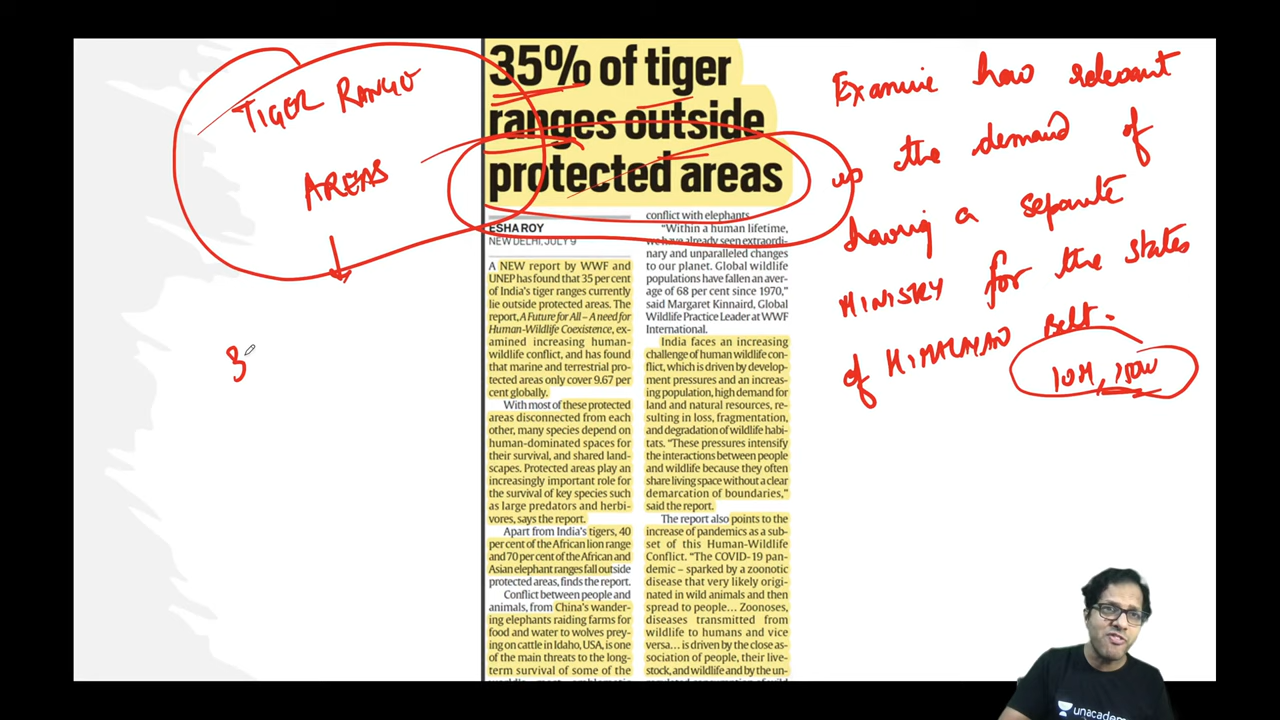 TIGER RANGE
AREAS
3
35% of tiger
ranges outside
protected areas
ESHA ROY
NEW DELHI, JULY 9
A NEW report by WWF and
UNEP has found that 35 per cent
of India's tiger ranges currently
lie outside protected areas. The
report, A Future for All – A need for
Human-Wildlife Coexistence, ex-
amined increasing human-
wildlife conflict, and has found
that marine and terrestrial pro-
tected areas only cover 9.67 per
cent globally.
With most of these protected
areas disconnected from each
other, many species depend on
human-dominated spaces for
their survival, and shared land-
scapes. Protected areas play an
increasingly important role for
the survival of key species such
as large predators and herbi-
vores, says the report.
Apart from India's tigers, 40
per cent of the African lion range
and 70 per cent of the African and
Asian elephant ranges fall outside
protected areas, finds the report.
Conflict between people and
animals, from China's wander-
ing elephants raiding farms for
food and water to wolves prey-
ing on cattle in Idaho, USA, is one
of the main threats to the long-
term survival of some of the
conflict with elephants.
"Within a human lifetime,
we have already seen extraordi-
nary and unparalleled changes
to our planet. Global wildlife
populations have fallen an aver-
age of 68 per cent since 1970,"
said Margaret Kinnaird, Global
Wildlife Practice Leader at WWF
International.
India faces an increasing
challenge of human wildlife con-
flict, which is driven by develop-
ment pressures and an increas-
ing population, high demand for
land and natural resources, re-
sulting in loss, fragmentation,
and degradation of wildlife habi-
tats. "These pressures intensify
the interactions between people
and wildlife because they often
share living space without a clear
demarcation of boundaries,"
said the report.
The report also points to the
increase of pandemics as a sub-
set of this Human-Wildlife
Conflict. "The COVID-19 pan-
demic – sparked by a zoonotic
disease that very likely origi-
nated in wild animals and then
spread to people... Zoonoses,
diseases transmitted from
wildlife to humans and vice
versa... is driven by the close as-
sociation of people, their live-
stock, and wildlife and by the un-
Examine how relevant
is the demand of
having a separate
MINISRY for the states
of HIMALAYAN Belt.
10M, 150W
unacademy